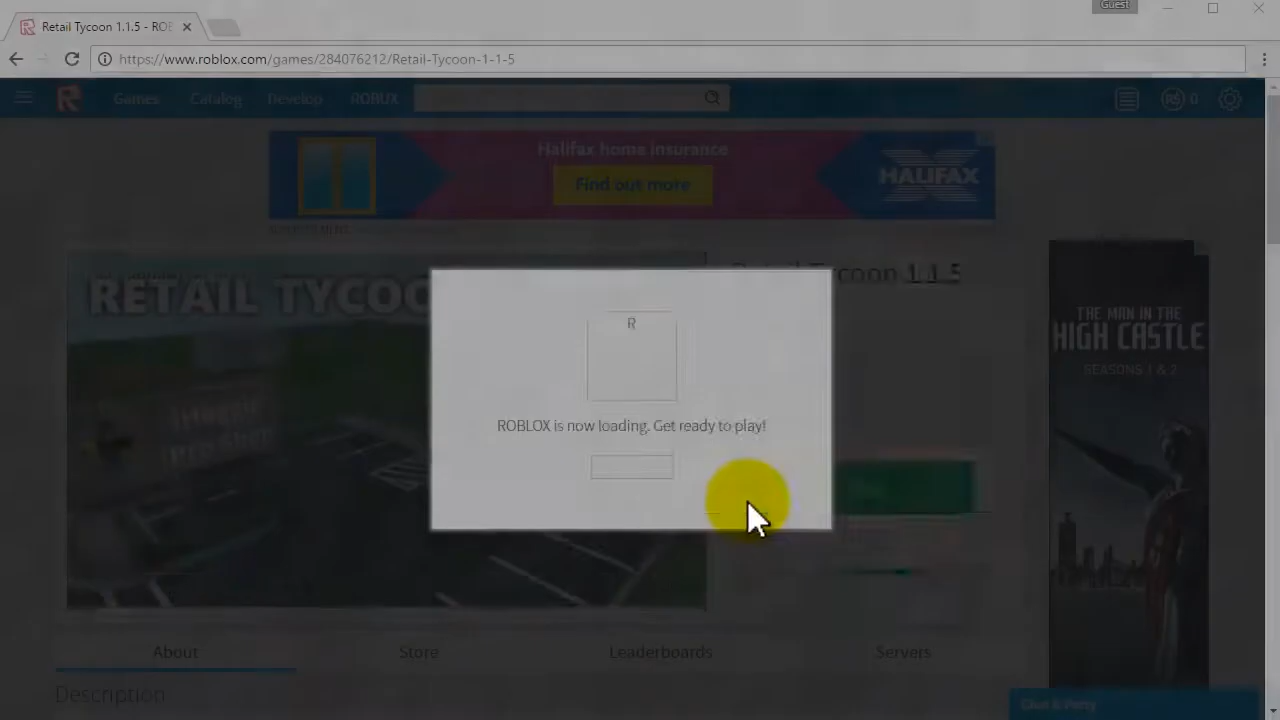 Guest
Retail Tycoon 1.1.5 - ROB
https://www.roblox.com/games/284076212/Retail-Tycoon-1-1-5
Games Catalog Develop ROBUX
R$ 0
Halifax home insurance
Find out more
HALIFAX
ADVERTISEMENT
RETAIL TYCOO
Retail Tycoon 1.1.5
R
ROBLOX is now loading. Get ready to play!
THE MAN IN THE
HIGH CASTLE
SEASONS 1 & 2
About Store Leaderboards Servers
Description
Chat & Party